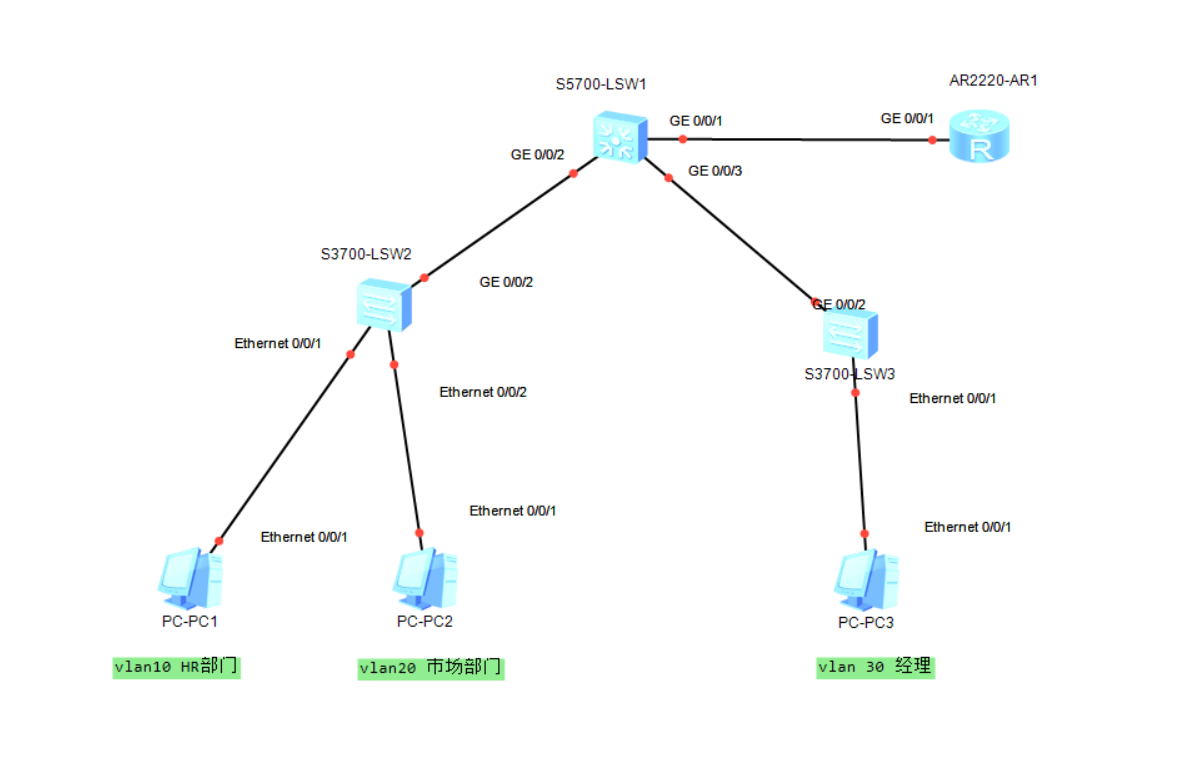 AR2220-AR1
S5700-LSW1
GE 0/0/1
GE 0/0/1
GE 0/0/2
GE 0/0/3
S3700-LSW2
GE 0/0/2
GE 0/0/2
Ethernet 0/0/1
S3700-LSW3
Ethernet 0/0/2
Ethernet 0/0/1
Ethernet 0/0/1
Ethernet 0/0/1
Ethernet 0/0/1
R
PC-PC1
PC-PC2
PC-PC3
vlan10 HR部门
vlan20 市场部门
vlan 30 经理